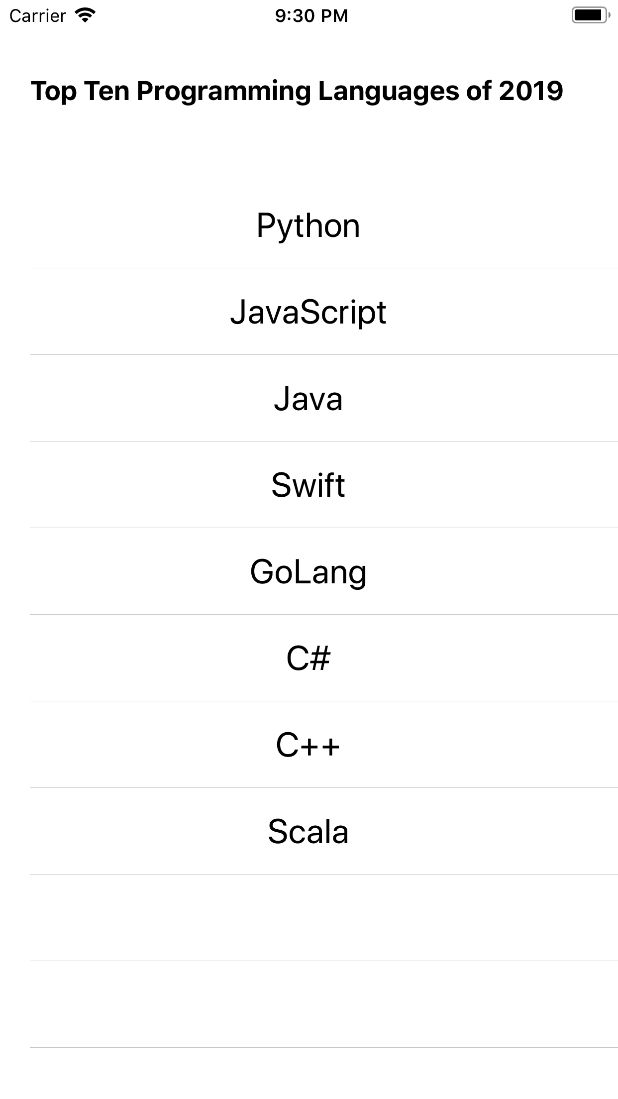 Carrier 9:30 PM
Top Ten Programming Languages of 2019
Python
JavaScript
Java
Swift
GoLang
C#
C++
Scala